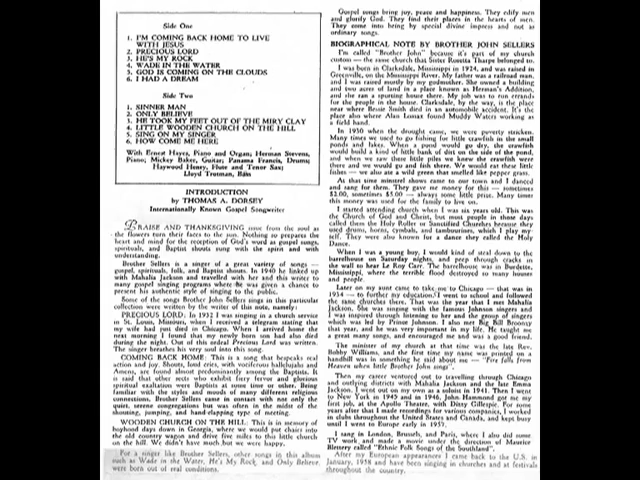 Side One
1. I'M COMING BACK HOME TO LIVE
WITH JESUS
2. PRECIOUS LORD
3. HE'S MY ROCK
4. WADE IN THE WATER
5. GOD IS COMING ON THE CLOUDS
6. I HAD A DREAM
Side Two
1. SINNER MAN
2. ONLY BELIEVE
3. HE TOOK MY FEET OUT OF THE MIRY CLAY
4. LITTLE WOODEN CHURCH ON THE HILL
5. SING ON MY SINGER
6. HOW COME HERE
With Ernest Hayes, Piano and Organ; Herman Stevens,
Piano; Mickey Baker, Guitar; Panama Francis, Drums;
Haywood Henry, Flute and Tenor Sax;
Lloyd Trotman, Bass
INTRODUCTION
by THOMAS A. DORSEY
Internationally Known Gospel Songwriter
PRAISE AND THANKSGIVING come from the soul as
the flowers turn their faces to the sun. Nothing so prepares the
heart and mind for the reception of God's word as gospel songs,
spirituals, and Baptist shouts sung with the spirit and with
understanding.
Brother Sellers is a singer of a great variety of songs —
gospel, spirituals, folk, and Baptist shouts. In 1940 he linked up
with Mahalia Jackson and travelled with her and this writer to
many gospel singing programs where he was given a chance to
present his authentic style of singing to the public.
Some of the songs Brother John Sellers sings in this particular
collection were written by the writer of this note, namely:
PRECIOUS LORD: In 1932 I was singing in a church service
in St. Louis, Missouri, when I received a telegram stating that
my wife had just died in Chicago. When I arrived home the
next morning I found that my newly born son had also died
during the night. Out of this ordeal Precious Lord was written.
The singer breathes his very soul into this song.
COMING BACK HOME: This is a song that bespeaks real
action and joy. Shouts, loud cries, with vociferous hallelujahs and
Amens, are found almost predominantly among the Baptists. It
is said that other sects who exhibit fiery fervor and glorious
spiritual exaltation were Baptists at some time or other. Being
familiar with the styles and moods of many different religious
connexions, Brother Sellers came in contact with not only the
quiet, serene congregations but was often in the midst of the
shouting, jumping, and hand-clapping type of meeting.
WOODEN CHURCH ON THE HILL: This is in memory of
boyhood days down in Georgia, where we would put chairs into
the old country wagon and drive five miles to this little church
on the hill. We didn't have much but we were happy.
For a singer like Brother Sellers, other songs in this album
such as Wade in the Water, He's My Rock, and Only Believe,
were born out of real conditions.
Gospel songs bring joy, peace and happiness. They edify men
and glorify God. They find their places in the hearts of men.
They come into being by special divine impress and not as
ordinary songs.
BIOGRAPHICAL NOTE BY BROTHER JOHN SELLERS
I'm called "Brother John" because it's part of my church
custom — the same church that Sister Rosetta Tharpe belonged to.
I was born in Clarksdale, Mississippi in 1924, and was raised in
Greenville, on the Mississippi River. My father was a railroad man,
and I was raised mostly by my godmother. She owned a building
and two acres of land in a place known as Herman's Addition,
and she ran a sporting house there. My job was to run errands
for the people in the house. Clarksdale, by the way, is the place
near where Bessie Smith died in an automobile accident. It's the
place also where Alan Lomax found Muddy Waters working as
a field hand.
In 1930 when the drought came, we were poverty stricken.
Many times we used to go fishing for little crawfish in the small
ponds and lakes. When a pond would go dry, the crawfish
would build a kind of little bank of dirt on the side of the pond,
and when we saw these little piles we knew the crawfish were
there and we would go and fish there. We would eat these little
fishes — we also ate a wild green that smelled like pepper grass.
At that time minstrel shows came to our town and I danced
and sang for them. They gave me money for this — sometimes
$2.00, sometimes $5.00 — always some little prize. Many times
this money was used for the family to live on.
I started attending church when I was six years old. This was
the Church of God and Christ, but most people in those days
called them the Holy Roller or Sanctified Churches because they
used drums, horns, cymbals, and tambourines, which I play my-
self. They were also known for a dance they called the Holy
Dance.
When I was a young boy, I would kind of steal down to the
barrelhouse on Saturday nights, and peep through cracks in
the wall to hear Le Roy Carr. The barrelhouse was in Burdette,
Mississippi, where the terrible flood destroyed so many houses
and people.
Later on my aunt came to take me to Chicago — that was in
1934 — to further my education. I went to school and followed
the same churches there. That was the year that I met Mahalia
Jackson. She was singing with the famous Johnson singers and
I was inspired through listening to her and the group of singers
which was led by Prince Johnson. I also met Big Bill Broonzy
that year, and he was very important in my life. He taught me
a great many songs, and encouraged me and was a good friend.
The minister of my church at that time was the late Rev.
Bobby Williams, and the first time my name was printed on a
handbill was in something he said about me — "Fire Falls From
Heaven when little Brother John sings".
Then my career ventured out to travelling through Chicago
and outlying districts with Mahalia Jackson and the late Emma
Jackson. I went out on my own as a soloist in 1941. Then I went
to New York in 1945 and in 1946, John Hammond got me my
first job, at the Apollo Theatre, with Dizzy Gillespie. For some
years after that I made recordings for various companies, I worked
in clubs throughout the United States and Canada, and kept busy
until I went to Europe early in 1957.
I sang in London, Brussels, and Paris, where I also did some
TV work, and made a movie under the direction of Maurice
Blessery called "Ethnic Folk Songs of the Southland".
After my European appearances I came back to the U.S. in
January, 1958 and have been singing in churches and at festivals
throughout the country.